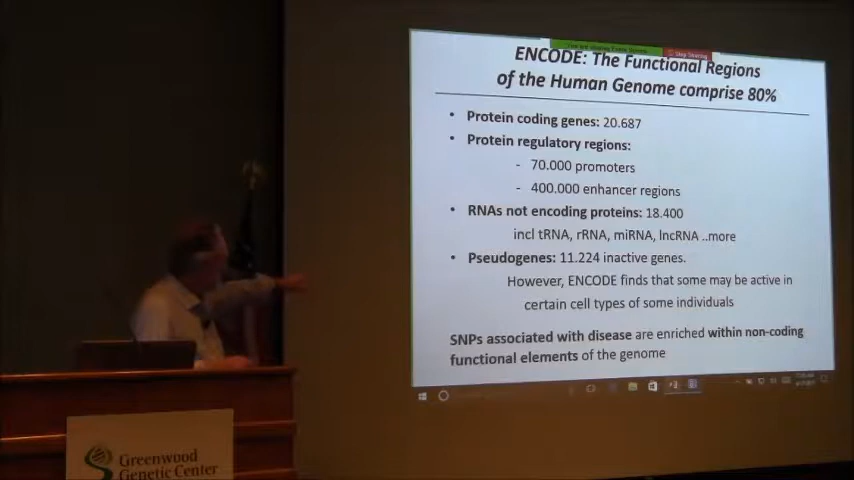 Stop Sharing
ENCODE: The Functional Regions
of the Human Genome comprise 80%
• Protein coding genes: 20.687
• Protein regulatory regions:
- 70.000 promoters
- 400.000 enhancer regions
• RNAs not encoding proteins: 18.400
incl tRNA, rRNA, miRNA, lncRNA ..more
• Pseudogenes: 11.224 inactive genes.
However, ENCODE finds that some may be active in
certain cell types of some individuals
SNPs associated with disease are enriched within non-coding
functional elements of the genome
Greenwood
Genetic Center